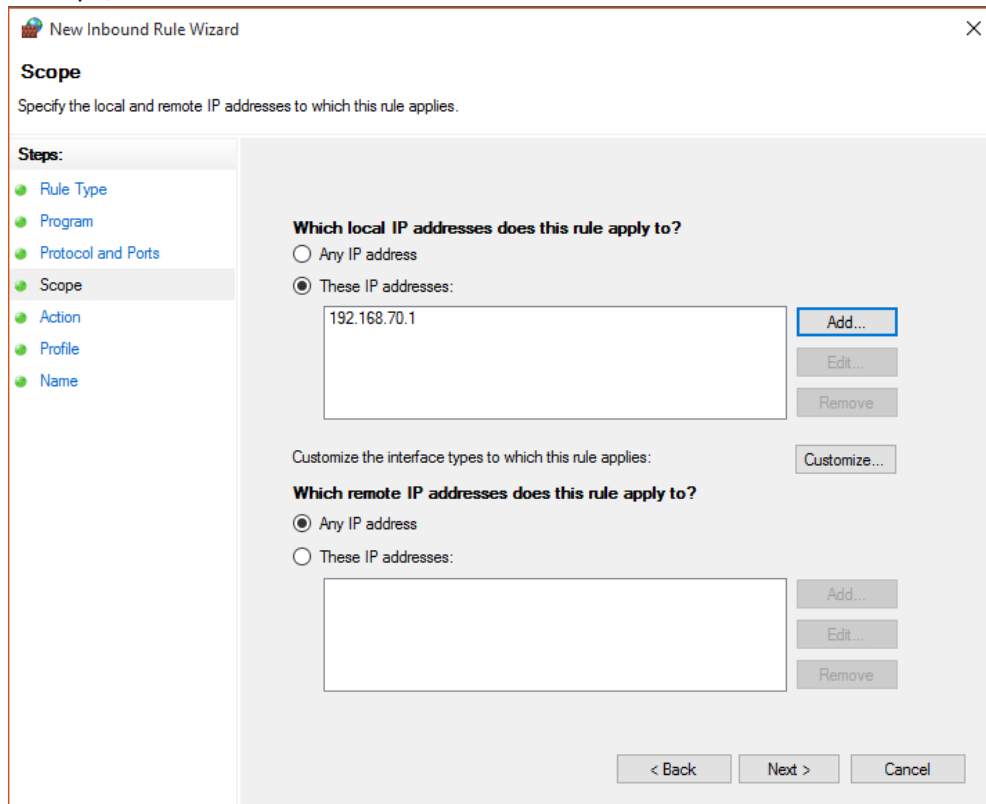 New Inbound Rule Wizard
Scope
Specify the local and remote IP addresses to which this rule applies.
Steps:
Rule Type
Program
Protocol and Ports
Scope
Action
Profile
Name
Which local IP addresses does this rule apply to?
Any IP address
These IP addresses:
192.168.70.1
Add...
Edit...
Remove
Customize the interface types to which this rule applies:
Customize...
Which remote IP addresses does this rule apply to?
Any IP address
These IP addresses:
Add...
Edit...
Remove
< Back
Next >
Cancel